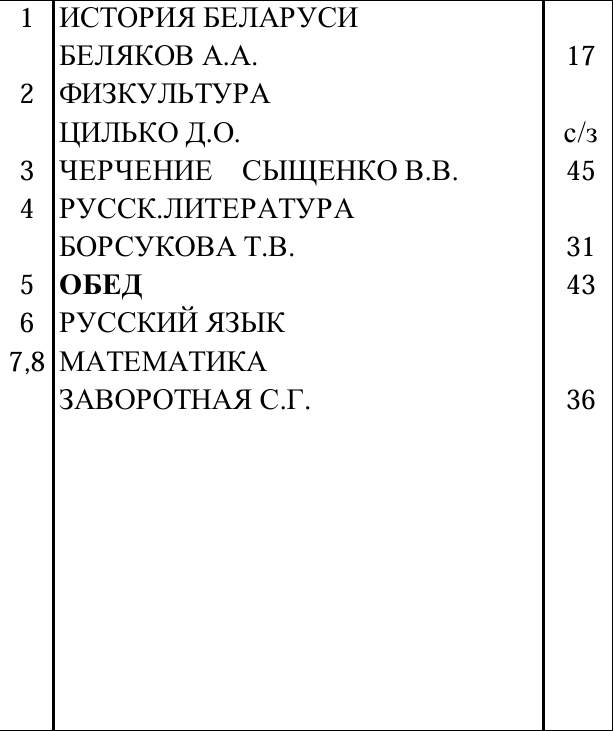 1 ИСТОРИЯ БЕЛАРУСИ
БЕЛЯКОВ А.А. 17
2 ФИЗКУЛЬТУРА
ЦИЛЬКО Д.О. с/з
3 ЧЕРЧЕНИЕ СЫЩЕНКО В.В. 45
4 РУССК.ЛИТЕРАТУРА
БОРСУКОВА Т.В. 31
5 ОБЕД 43
6 РУССКИЙ ЯЗЫК
7,8 МАТЕМАТИКА
ЗАВОРОТНАЯ С.Г. 36